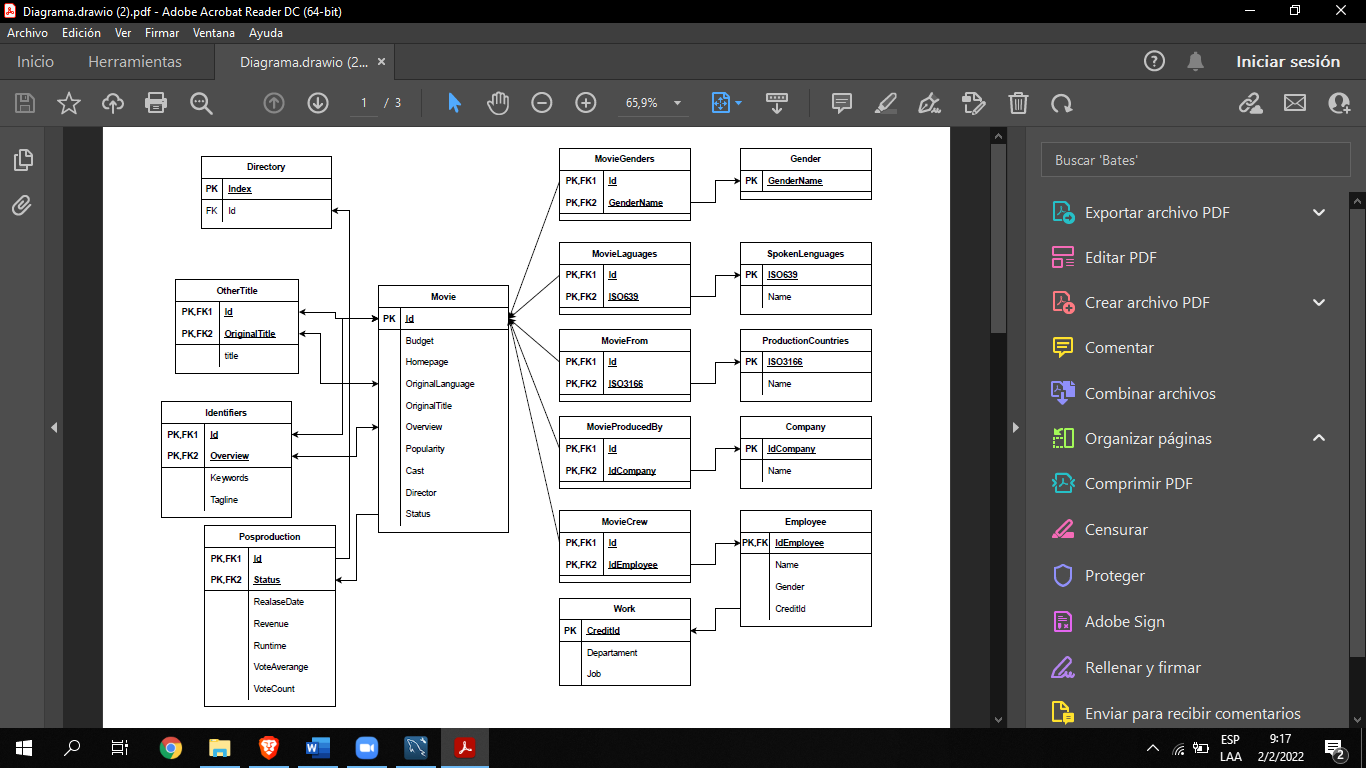 Diagrama.drawio (2).pdf - Adobe Acrobat Reader DC (64-bit)
Archivo Edición Ver Firmar Ventana Ayuda
Inicio Herramientas Diagrama.drawio (2... × Iniciar sesión
1 / 3 65,9%
Directory
PK Index
FK Id
OtherTitle
PK,FK1 Id
PK,FK2 OriginalTitle
title
Identifiers
PK,FK1 Id
PK,FK2 Overview
Keywords
Tagline
Posproduction
PK,FK1 Id
PK,FK2 Status
RealaseDate
Revenue
Runtime
VoteAverange
VoteCount
Movie
PK Id
Budget
Homepage
OriginalLanguage
OriginalTitle
Overview
Popularity
Cast
Director
Status
MovieGenders
PK,FK1 Id
PK,FK2 GenderName
Gender
PK GenderName
MovieLaguages
PK,FK1 Id
PK,FK2 ISO639
SpokenLenguages
PK ISO639
Name
MovieFrom
PK,FK1 Id
PK,FK2 ISO3166
ProductionCountries
PK ISO3166
Name
MovieProducedBy
PK,FK1 Id
PK,FK2 IdCompany
Company
PK IdCompany
Name
MovieCrew
PK,FK1 Id
PK,FK2 IdEmployee
Employee
PK,FK IdEmployee
Name
Gender
CreditId
Work
PK CreditId
Departament
Job
Buscar 'Bates'
Exportar archivo PDF
Editar PDF
Crear archivo PDF
Comentar
Combinar archivos
Organizar páginas
Comprimir PDF
Censurar
Proteger
Adobe Sign
Rellenar y firmar
Enviar para recibir comentarios
ESP
LAA
9:17
2/2/2022
2